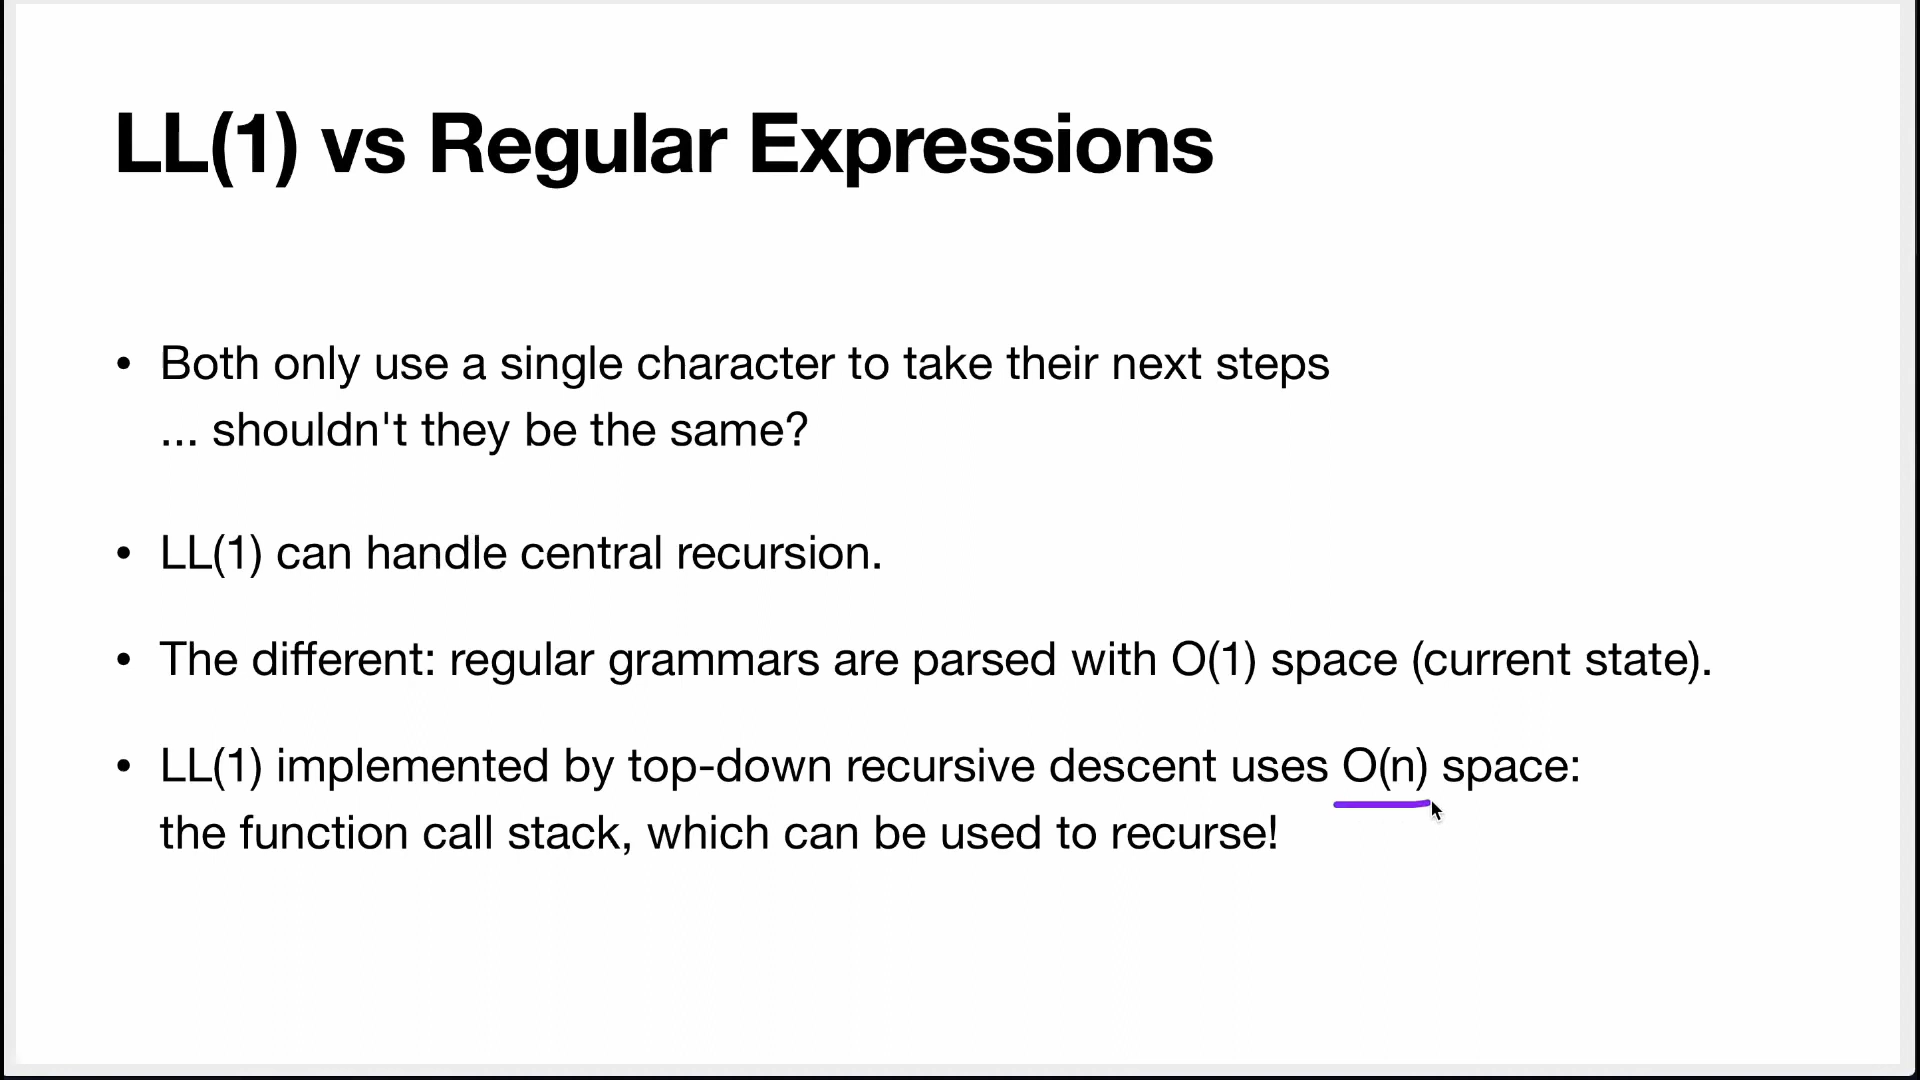 LL(1) vs Regular Expressions
• Both only use a single character to take their next steps
... shouldn't they be the same?
• LL(1) can handle central recursion.
• The different: regular grammars are parsed with O(1) space (current state).
• LL(1) implemented by top-down recursive descent uses O(n) space:
the function call stack, which can be used to recurse!